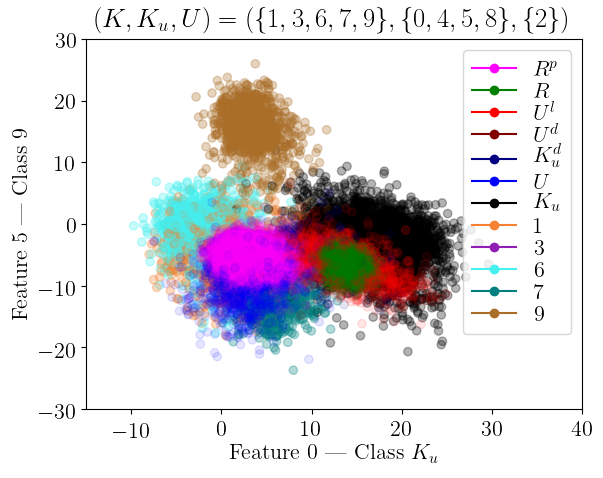 (K, K_u, U) = ({1, 3, 6, 7, 9}, {0, 4, 5, 8}, {2})
30
20
10
0
−10
−20
−30
Feature 5 — Class 9
−10
0
10
20
30
40
Feature 0 — Class K_u
R^p
R
U^l
U^d
K_u^d
U
K_u
1
3
6
7
9